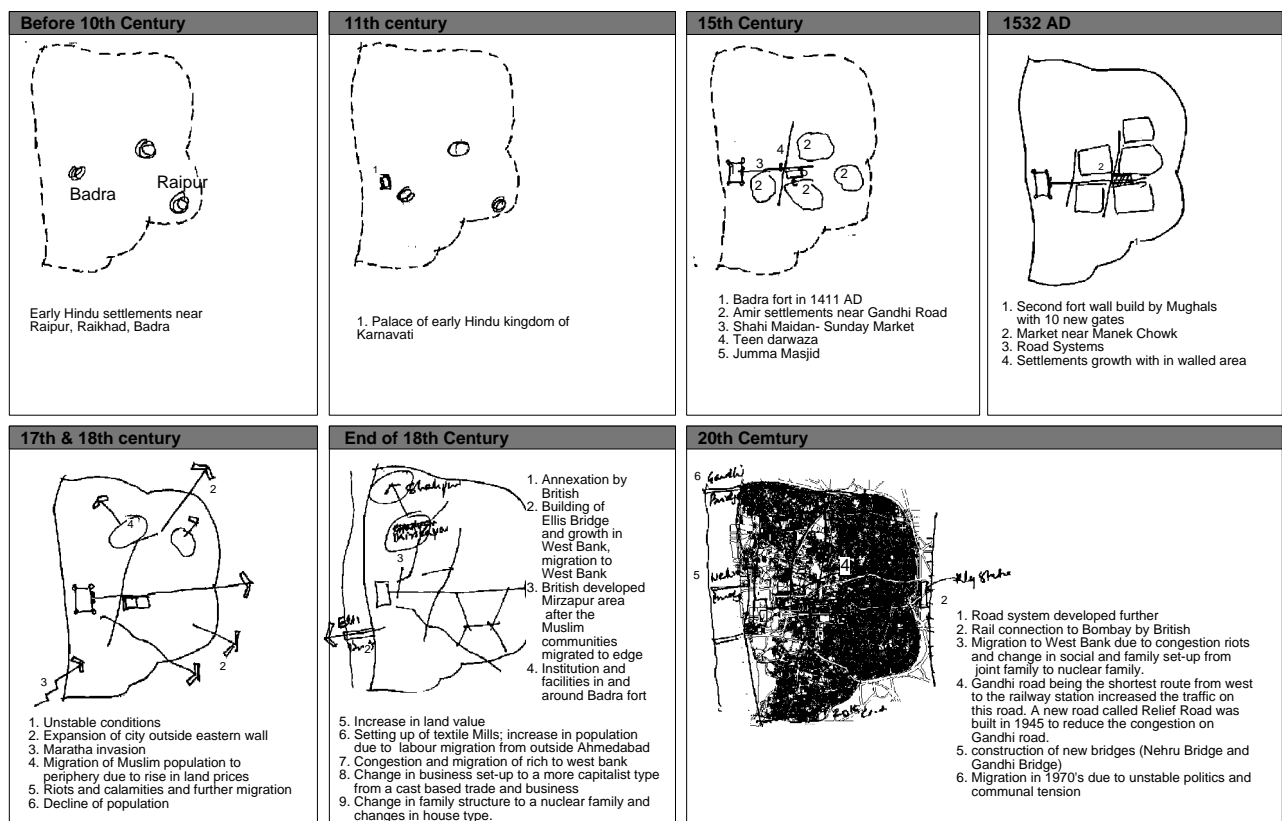 Before 10th Century
Badra
Raipur
Early Hindu settlements near
Raipur, Raikhad, Badra
11th century
1
1. Palace of early Hindu kingdom of
Karnavati
15th Century
2
4
3
1
5
2
2
2
1. Badra fort in 1411 AD
2. Amir settlements near Gandhi Road
3. Shahi Maidan- Sunday Market
4. Teen darwaza
5. Jumma Masjid
1532 AD
2
1
1. Second fort wall build by Mughals
with 10 new gates
2. Market near Manek Chowk
3. Road Systems
4. Settlements growth with in walled area
17th & 18th century
2
4
2
3
1. Unstable conditions
2. Expansion of city outside eastern wall
3. Maratha invasion
4. Migration of Muslim population to
periphery due to rise in land prices
5. Riots and calamities and further migration
6. Decline of population
End of 18th Century
Shahpur
3
2
1. Annexation by
British
2. Building of
Ellis Bridge
and growth in
West Bank,
migration to
West Bank
3. British developed
Mirzapur area
after the
Muslim
communities
migrated to edge
4. Institution and
facilities in and
around Badra fort
5. Increase in land value
6. Setting up of textile Mills; increase in population
due to labour migration from outside Ahmedabad
7. Congestion and migration of rich to west bank
8. Change in business set-up to a more capitalist type
from a cast based trade and business
9. Change in family structure to a nuclear family and
changes in house type.
20th Cemtury
6
Gandhi
Bridge
5
4
2
1. Road system developed further
2. Rail connection to Bombay by British
3. Migration to West Bank due to congestion riots
and change in social and family set-up from
joint family to nuclear family.
4. Gandhi road being the shortest route from west
to the railway station increased the traffic on
this road. A new road called Relief Road was
built in 1945 to reduce the congestion on
Gandhi road.
5. construction of new bridges (Nehru Bridge and
Gandhi Bridge)
6. Migration in 1970's due to unstable politics and
communal tension